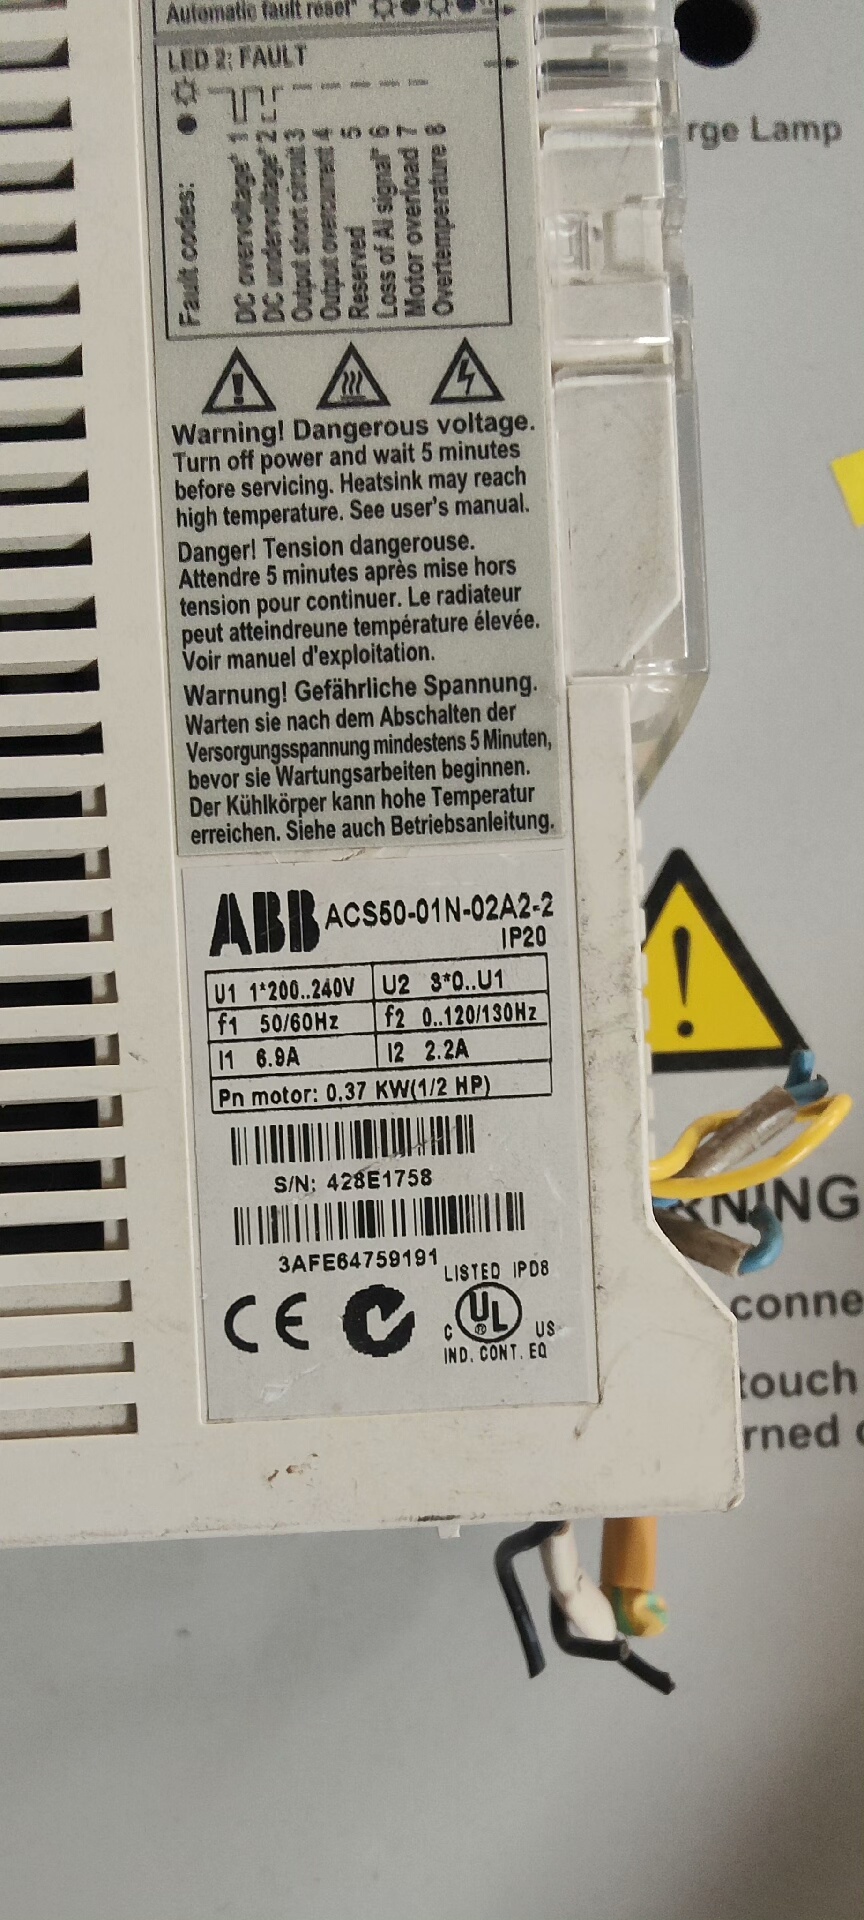 Automatic fault reset*
LED 2: FAULT
Fault codes:
DC overvoltage* 1
DC undervoltage* 2
Output short circuit 3
Output overcurrent 4
Reserved 5
Loss of AI signal* 6
Motor overload 7
Overtemperature 8
rge Lamp
Warning! Dangerous voltage.
Turn off power and wait 5 minutes
before servicing. Heatsink may reach
high temperature. See user's manual.
Danger! Tension dangerouse.
Attendre 5 minutes après mise hors
tension pour continuer. Le radiateur
peut atteindreune température élevée.
Voir manuel d'exploitation.
Warnung! Gefährliche Spannung.
Warten sie nach dem Abschalten der
Versorgungsspannung mindestens 5 Minuten,
bevor sie Wartungsarbeiten beginnen.
Der Kühlkörper kann hohe Temperatur
erreichen. Siehe auch Betriebsanleitung.
ABB ACS50-01N-02A2-2
IP20
U1 1*200..240V U2 3*0..U1
f1 50/60Hz f2 0..120/130Hz
I1 6.9A I2 2.2A
Pn motor: 0.37 KW(1/2 HP)
S/N: 428E1758
3AFE64759191
LISTED IPD8
CE
C UL ® US
IND. CONT. EQ
RNING
conne
touch
rned